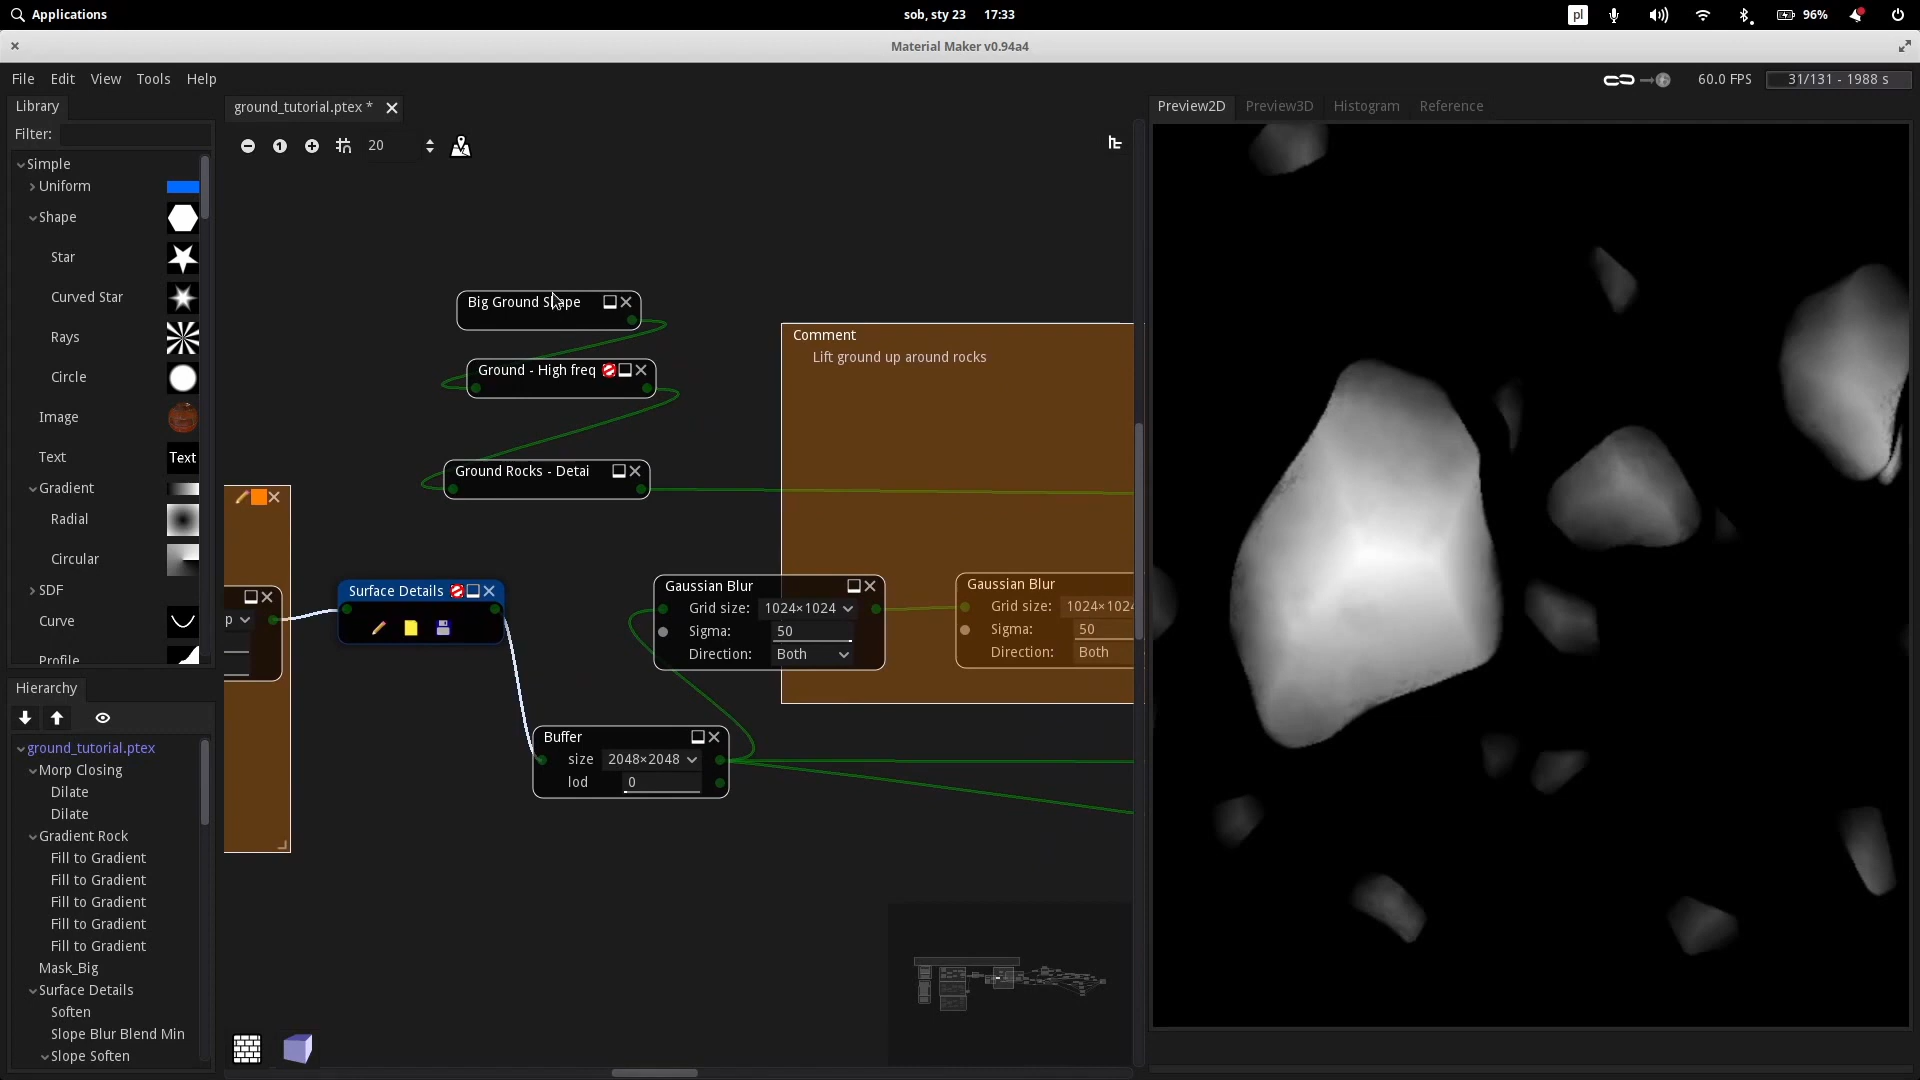 Applications
sob, sty 23 17:33
pl
96%
Material Maker v0.94a4
File Edit View Tools Help
60.0 FPS
31/131 - 1988 s
Library
Filter:
Simple
Uniform
Shape
Star
Curved Star
Rays
Circle
Image
Text
Text
Gradient
Radial
Circular
SDF
Curve
Profile
Hierarchy
ground_tutorial.ptex
Morp Closing
Dilate
Dilate
Gradient Rock
Fill to Gradient
Fill to Gradient
Fill to Gradient
Fill to Gradient
Fill to Gradient
Mask_Big
Surface Details
Soften
Slope Blur Blend Min
Slope Soften
ground_tutorial.ptex *
1
20
Big Ground Shape
Ground - High freq
Ground Rocks - Detai
Comment
Lift ground up around rocks
p
Surface Details
Gaussian Blur
Grid size: 1024×1024
Sigma: 50
Direction: Both
Gaussian Blur
Grid size: 1024×1024
Sigma: 50
Direction: Both
Buffer
size 2048×2048
lod 0
Preview2D Preview3D Histogram Reference